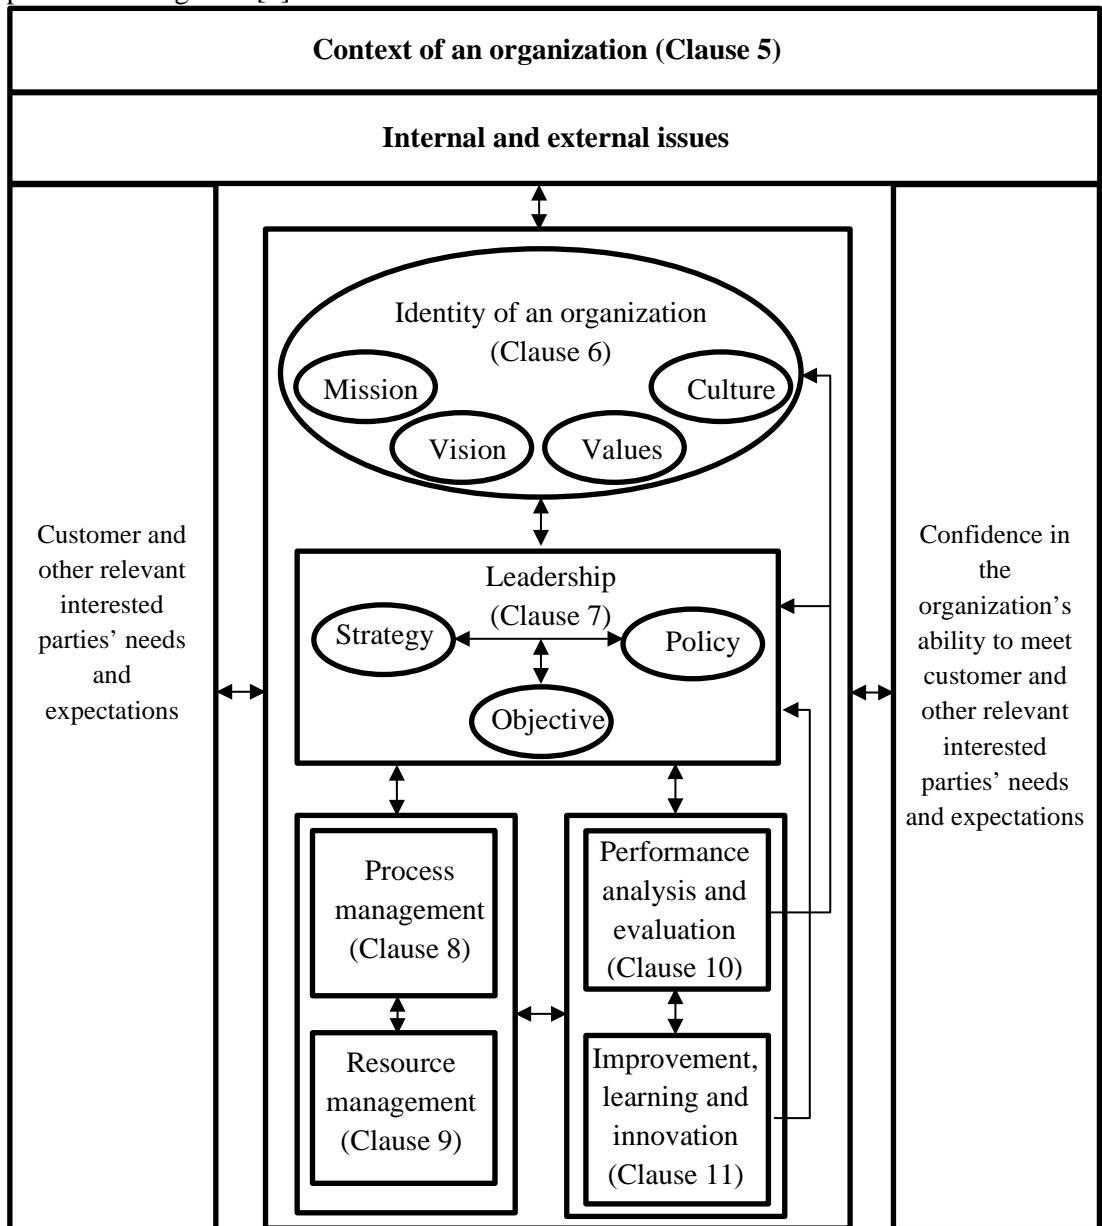 Context of an organization (Clause 5)
Internal and external issues
Customer and
other relevant
interested
parties’ needs
and
expectations
Identity of an organization
(Clause 6)
Mission
Culture
Vision
Values
Leadership
(Clause 7)
Strategy
Policy
Objective
Process
management
(Clause 8)
Resource
management
(Clause 9)
Performance
analysis and
evaluation
(Clause 10)
Improvement,
learning and
innovation
(Clause 11)
Confidence in
the
organization’s
ability to meet
customer and
other relevant
interested
parties’ needs
and expectations